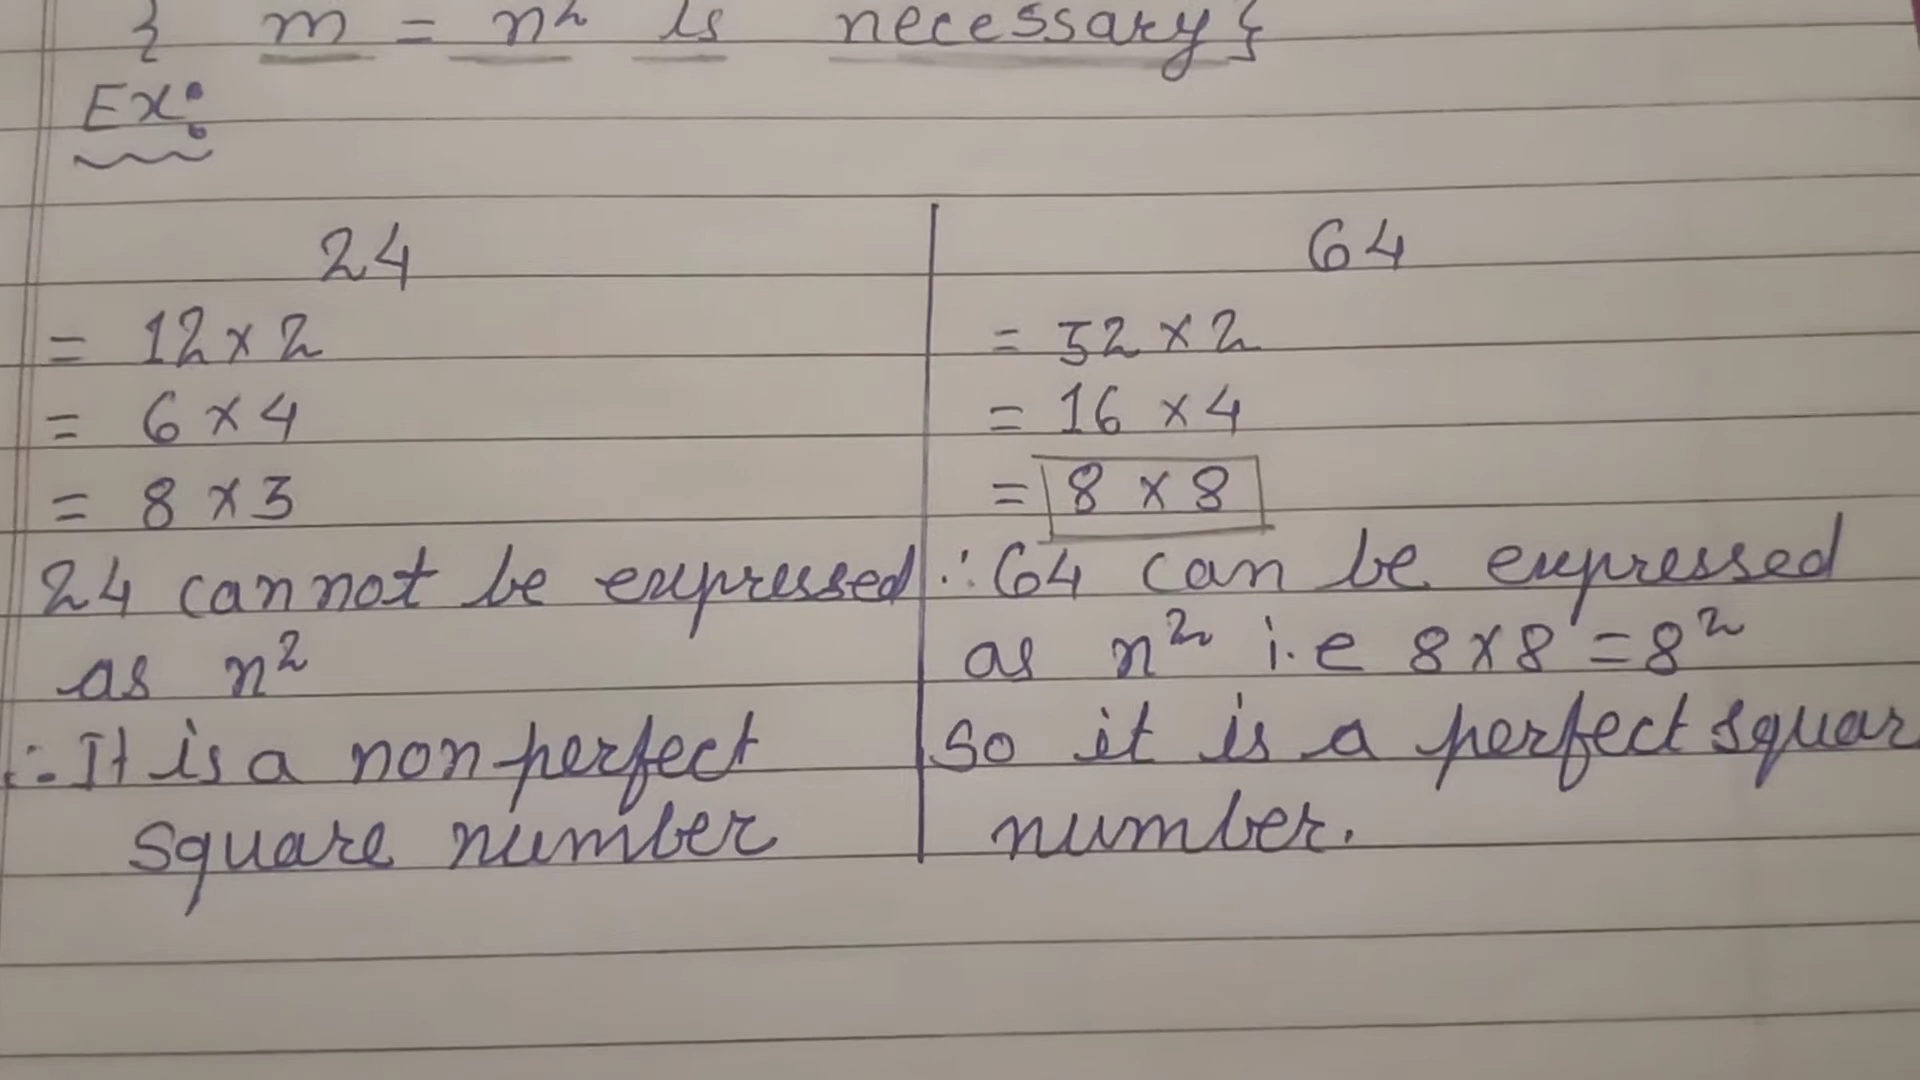 { m = n² is necessary}
Ex:
24
= 12 × 2
= 6 × 4
= 8 × 3
24 cannot be expressed
as n²
∴ It is a non perfect
square number
64
= 32 × 2
= 16 × 4
= 8 × 8
∴ 64 can be expressed
as n² i.e 8×8 = 8²
So it is a perfect squar
number.